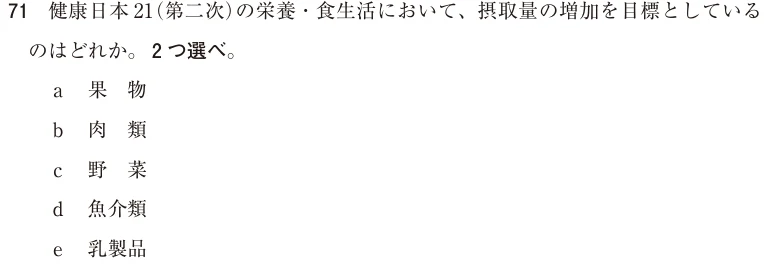 71 健康日本21(第二次)の栄養・食生活において、摂取量の増加を目標としている
のはどれか。2つ選べ。
a 果 物
b 肉 類
c 野 菜
d 魚介類
e 乳製品